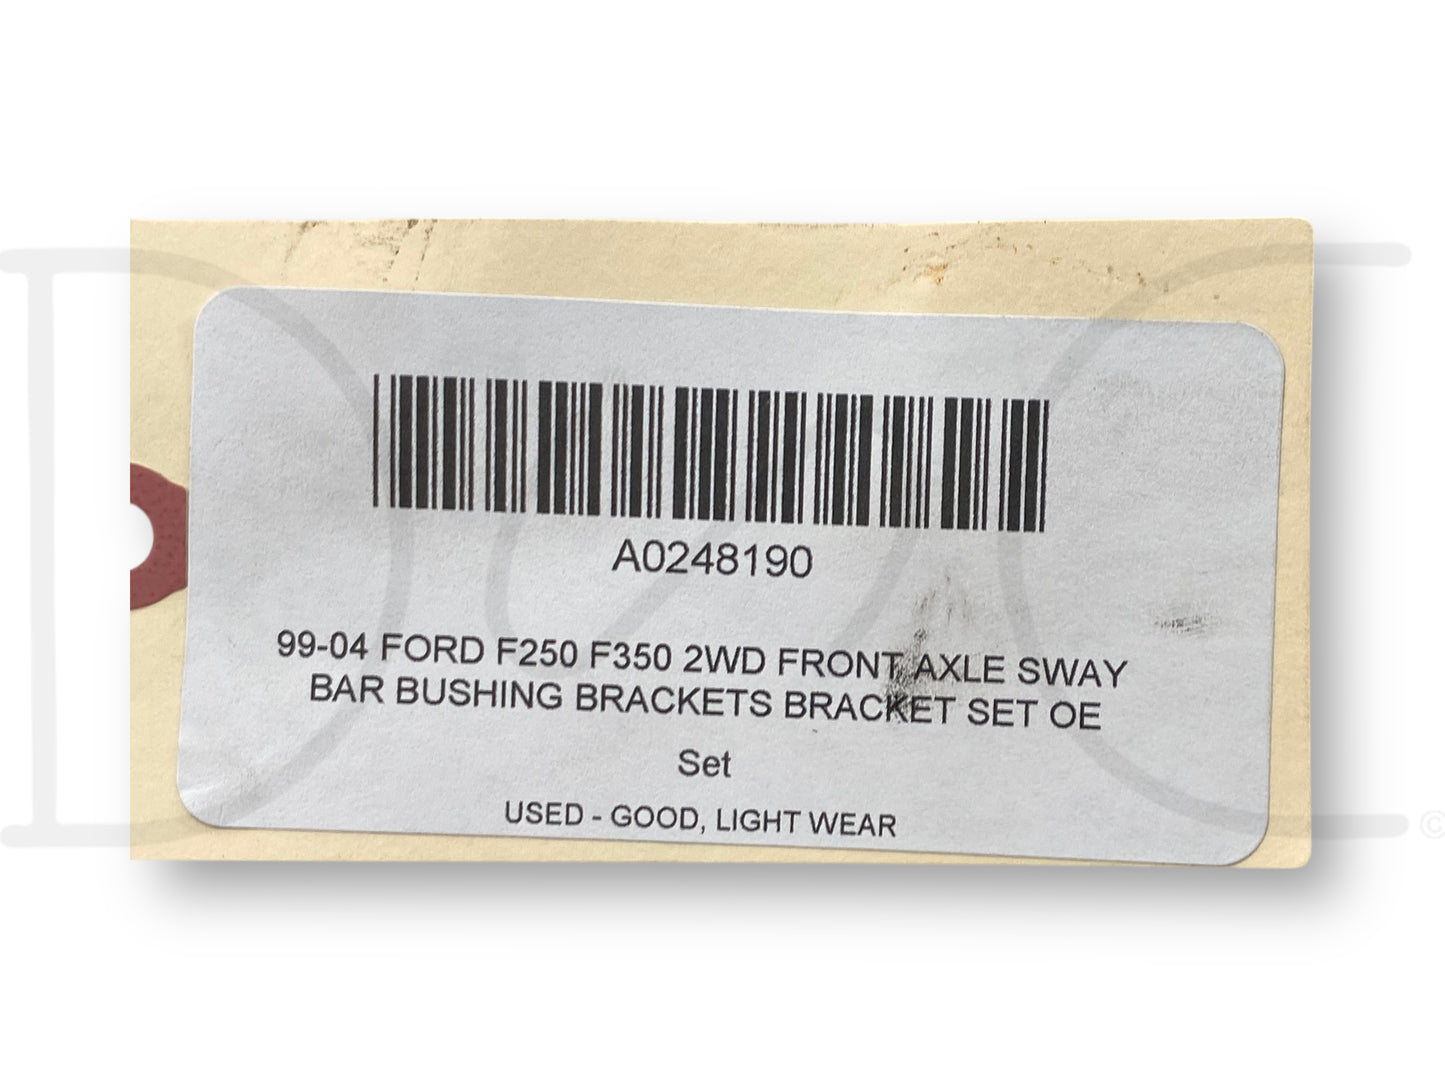 A0248190
99-04 FORD F250 F350 2WD FRONT AXLE SWAY
BAR BUSHING BRACKETS BRACKET SET OE
Set
USED - GOOD, LIGHT WEAR